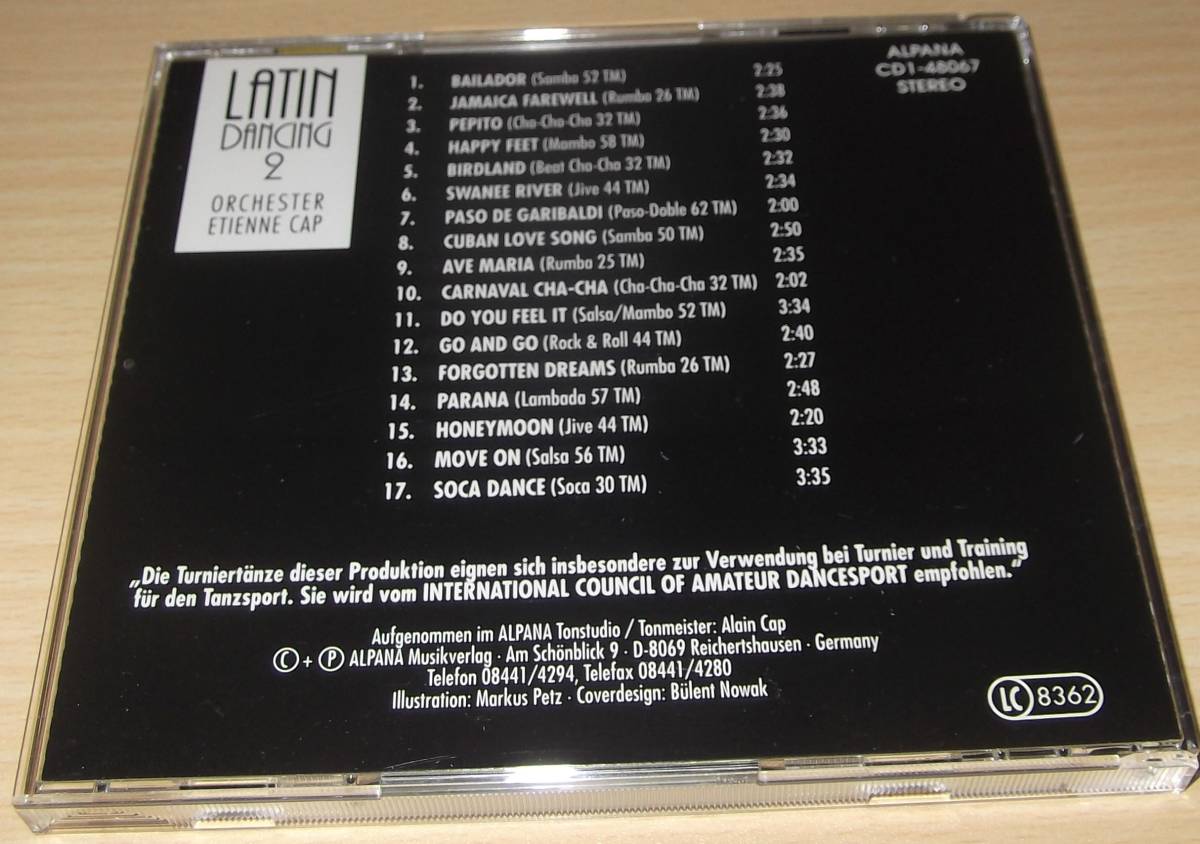 LATIN
DANCING
2
ORCHESTER
ETIENNE CAP
ALPANA
CD1-48067
STEREO
1. BAILADOR (Samba 52 TM) 2:25
2. JAMAICA FAREWELL (Rumba 26 TM) 2:38
3. PEPITO (Cha-Cha-Cha 32 TM) 2:36
4. HAPPY FEET (Mambo 58 TM) 2:30
5. BIRDLAND (Beat Cha-Cha 32 TM) 2:32
6. SWANEE RIVER (Jive 44 TM) 2:34
7. PASO DE GARIBALDI (Paso-Doble 62 TM) 2:00
8. CUBAN LOVE SONG (Samba 50 TM) 2:50
9. AVE MARIA (Rumba 25 TM) 2:35
10. CARNAVAL CHA-CHA (Cha-Cha-Cha 32 TM) 2:02
11. DO YOU FEEL IT (Salsa/Mambo 52 TM) 3:34
12. GO AND GO (Rock & Roll 44 TM) 2:40
13. FORGOTTEN DREAMS (Rumba 26 TM) 2:27
14. PARANA (Lambada 57 TM) 2:48
15. HONEYMOON (Jive 44 TM) 2:20
16. MOVE ON (Salsa 56 TM) 3:33
17. SOCA DANCE (Soca 30 TM) 3:35
„Die Turniertänze dieser Produktion eignen sich insbesondere zur Verwendung bei Turnier und Training
für den Tanzsport. Sie wird vom INTERNATIONAL COUNCIL OF AMATEUR DANCESPORT empfohlen.“
Aufgenommen im ALPANA Tonstudio / Tonmeister: Alain Cap
Ⓒ + Ⓟ ALPANA Musikverlag · Am Schönblick 9 · D-8069 Reichertshausen · Germany
Telefon 08441/4294, Telefax 08441/4280
Illustration: Markus Petz · Coverdesign: Bülent Nowak
LC 8362